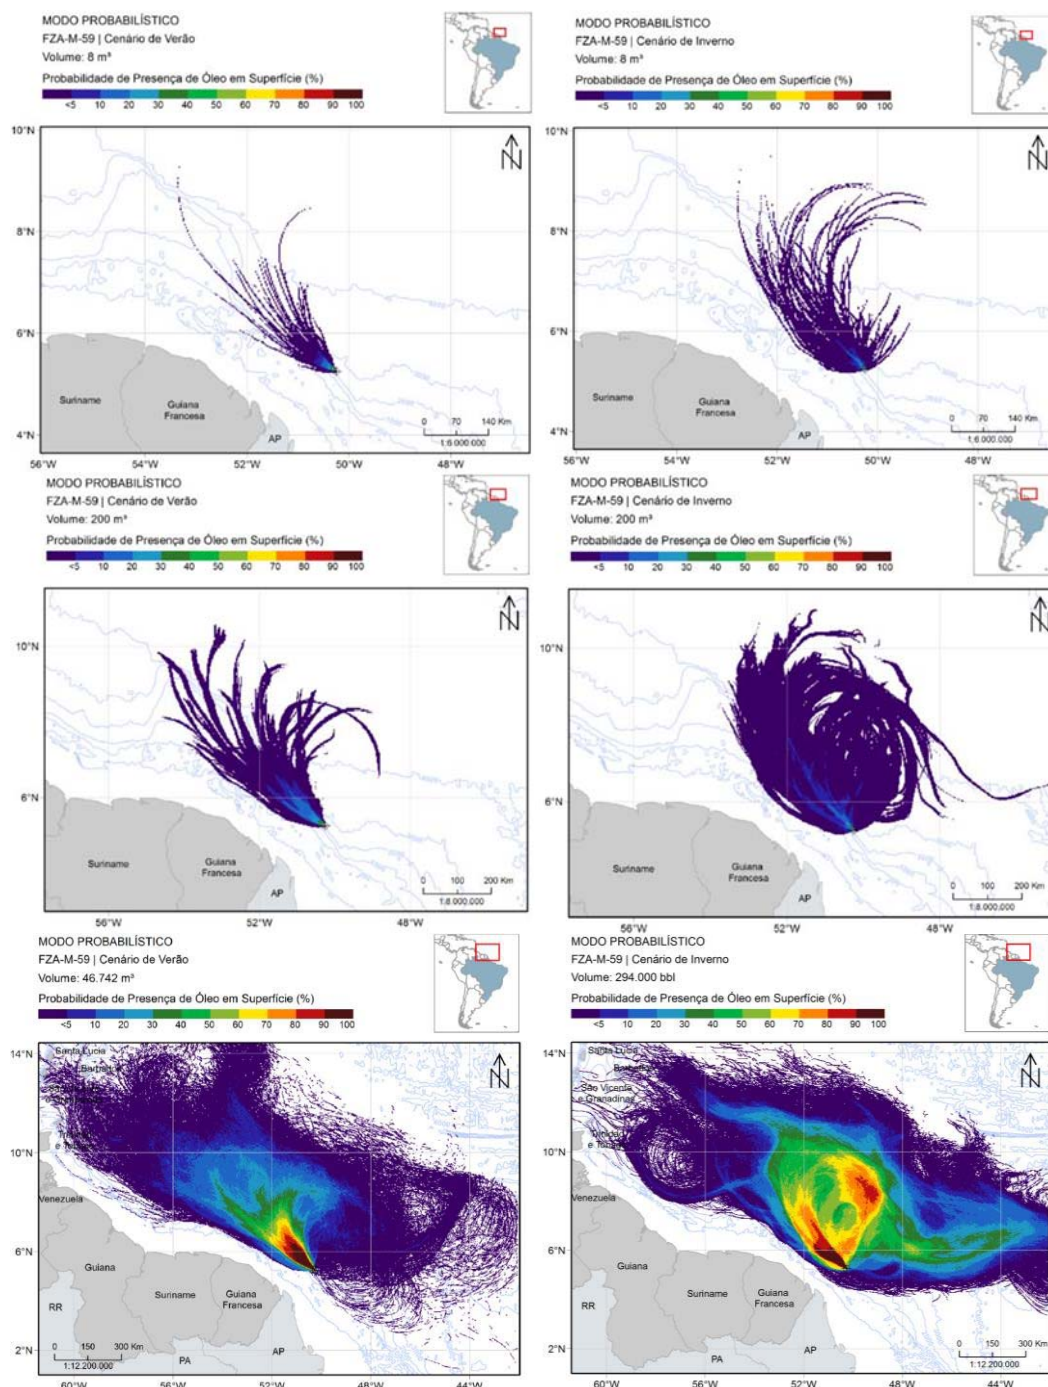 MODO PROBABILÍSTICO
FZA-M-59 | Cenário de Verão
Volume: 8 m³
Probabilidade de Presença de Óleo em Superfície (%)
<5 10 20 30 40 50 60 70 80 90 100
10°N
8°N
6°N
4°N
Suriname
Guiana
Francesa
AP
0 70 140 Km
1:6.000.000
56°W 54°W 52°W 50°W 48°W
MODO PROBABILÍSTICO
FZA-M-59 | Cenário de Inverno
Volume: 8 m³
Probabilidade de Presença de Óleo em Superfície (%)
<5 10 20 30 40 50 60 70 80 90 100
10°N
8°N
6°N
4°N
Suriname
Guiana
Francesa
AP
0 70 140 Km
1:6.000.000
56°W 54°W 52°W 50°W 48°W
MODO PROBABILÍSTICO
FZA-M-59 | Cenário de Verão
Volume: 200 m³
Probabilidade de Presença de Óleo em Superfície (%)
<5 10 20 30 40 50 60 70 80 90 100
10°N
6°N
Suriname
Guiana
Francesa
AP
0 100 200 Km
1:8.000.000
56°W 52°W 48°W
MODO PROBABILÍSTICO
FZA-M-59 | Cenário de Inverno
Volume: 200 m³
Probabilidade de Presença de Óleo em Superfície (%)
<5 10 20 30 40 50 60 70 80 90 100
10°N
6°N
Suriname
Guiana
Francesa
AP
0 100 200 Km
1:8.000.000
56°W 52°W 48°W
MODO PROBABILÍSTICO
FZA-M-59 | Cenário de Verão
Volume: 46.742 m³
Probabilidade de Presença de Óleo em Superfície (%)
<5 10 20 30 40 50 60 70 80 90 100
14°N
Santa Lucia
10°N
Venezuela
6°N
Guiana
Suriname
Guiana
Francesa
RR
2°N
PA
AP
0 150 300 Km
1:12.200.000
60°W 56°W 52°W 48°W 44°W
MODO PROBABILÍSTICO
FZA-M-59 | Cenário de Inverno
Volume: 294.000 bbl
Probabilidade de Presença de Óleo em Superfície (%)
<5 10 20 30 40 50 60 70 80 90 100
14°N
Santa Lucia
São Vicente
e Granadinas
10°N
Venezuela
6°N
Guiana
Suriname
Guiana
Francesa
RR
2°N
PA
AP
0 150 300 Km
1:12.200.000
60°W 56°W 52°W 48°W 44°W